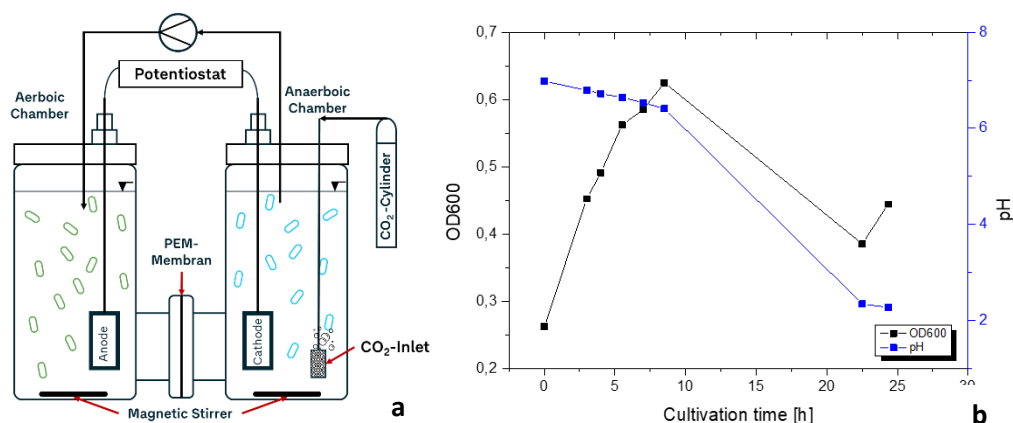 Potentiostat
Aerboic
Chamber
Anaerboic
Chamber
CO₂-Cylinder
PEM-
Membran
Anode
Cathode
CO₂-Inlet
Magnetic Stirrer
a
0,7
0,6
0,5
0,4
0,3
0,2
OD600
8
6
4
2
pH
OD600
pH
0
5
10
15
20
25
30
Cultivation time [h]
b